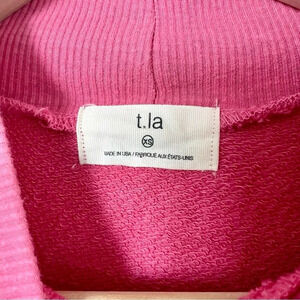 t.la
XS
MADE IN USA / FABRIQUÉ AUX ÉTATS-UNIS